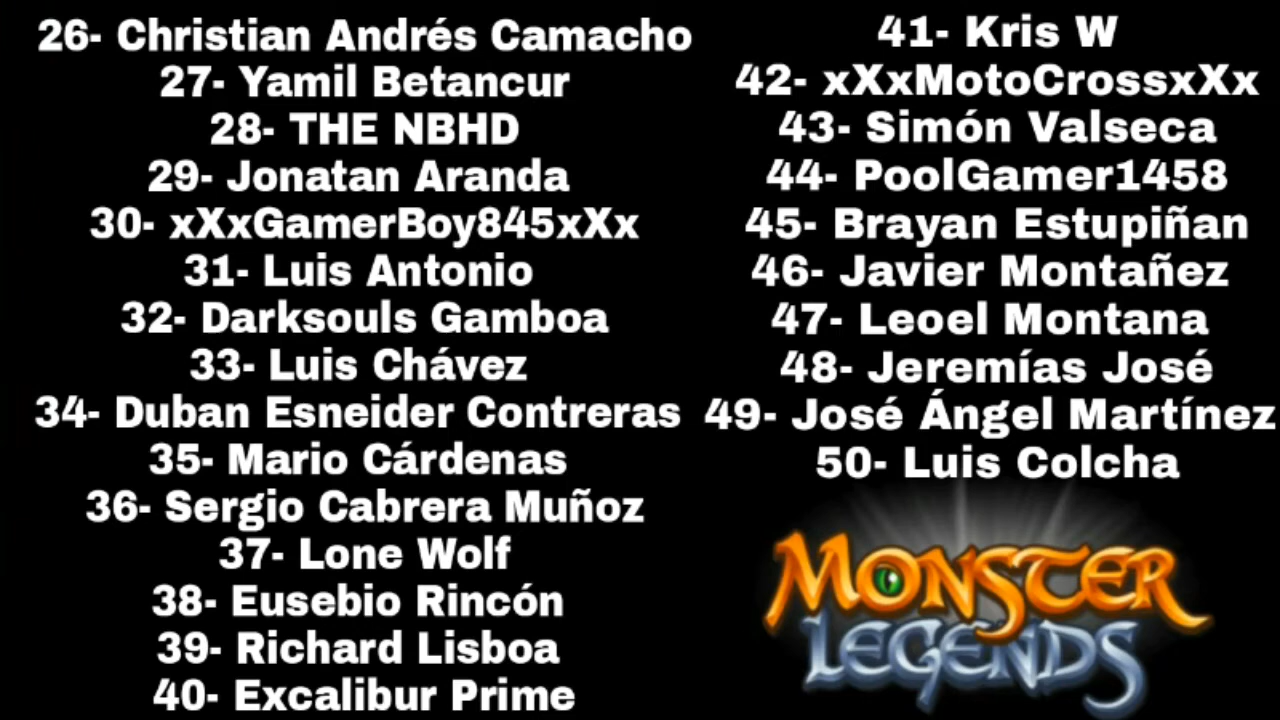 26- Christian Andrés Camacho
27- Yamil Betancur
28- THE NBHD
29- Jonatan Aranda
30- xXxGamerBoy845xXx
31- Luis Antonio
32- Darksouls Gamboa
33- Luis Chávez
34- Duban Esneider Contreras
35- Mario Cárdenas
36- Sergio Cabrera Muñoz
37- Lone Wolf
38- Eusebio Rincón
39- Richard Lisboa
40- Excalibur Prime
41- Kris W
42- xXxMotoCrossxXx
43- Simón Valseca
44- PoolGamer1458
45- Brayan Estupiñan
46- Javier Montañez
47- Leoel Montana
48- Jeremías José
49- José Ángel Martínez
50- Luis Colcha
MONSTER
LEGENDS